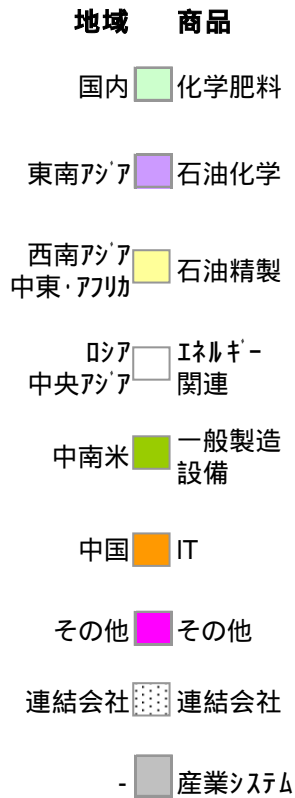 地域 商品
国内 化学肥料
東南ｱｼﾞｱ 石油化学
西南ｱｼﾞｱ
中東･ｱﾌﾘｶ
石油精製
ﾛｼｱ
中央ｱｼﾞｱ
ｴﾈﾙｷﾞｰ
関連
中南米
一般製造
設備
中国 IT
その他 その他
連結会社 連結会社
- 産業ｼｽﾃﾑ